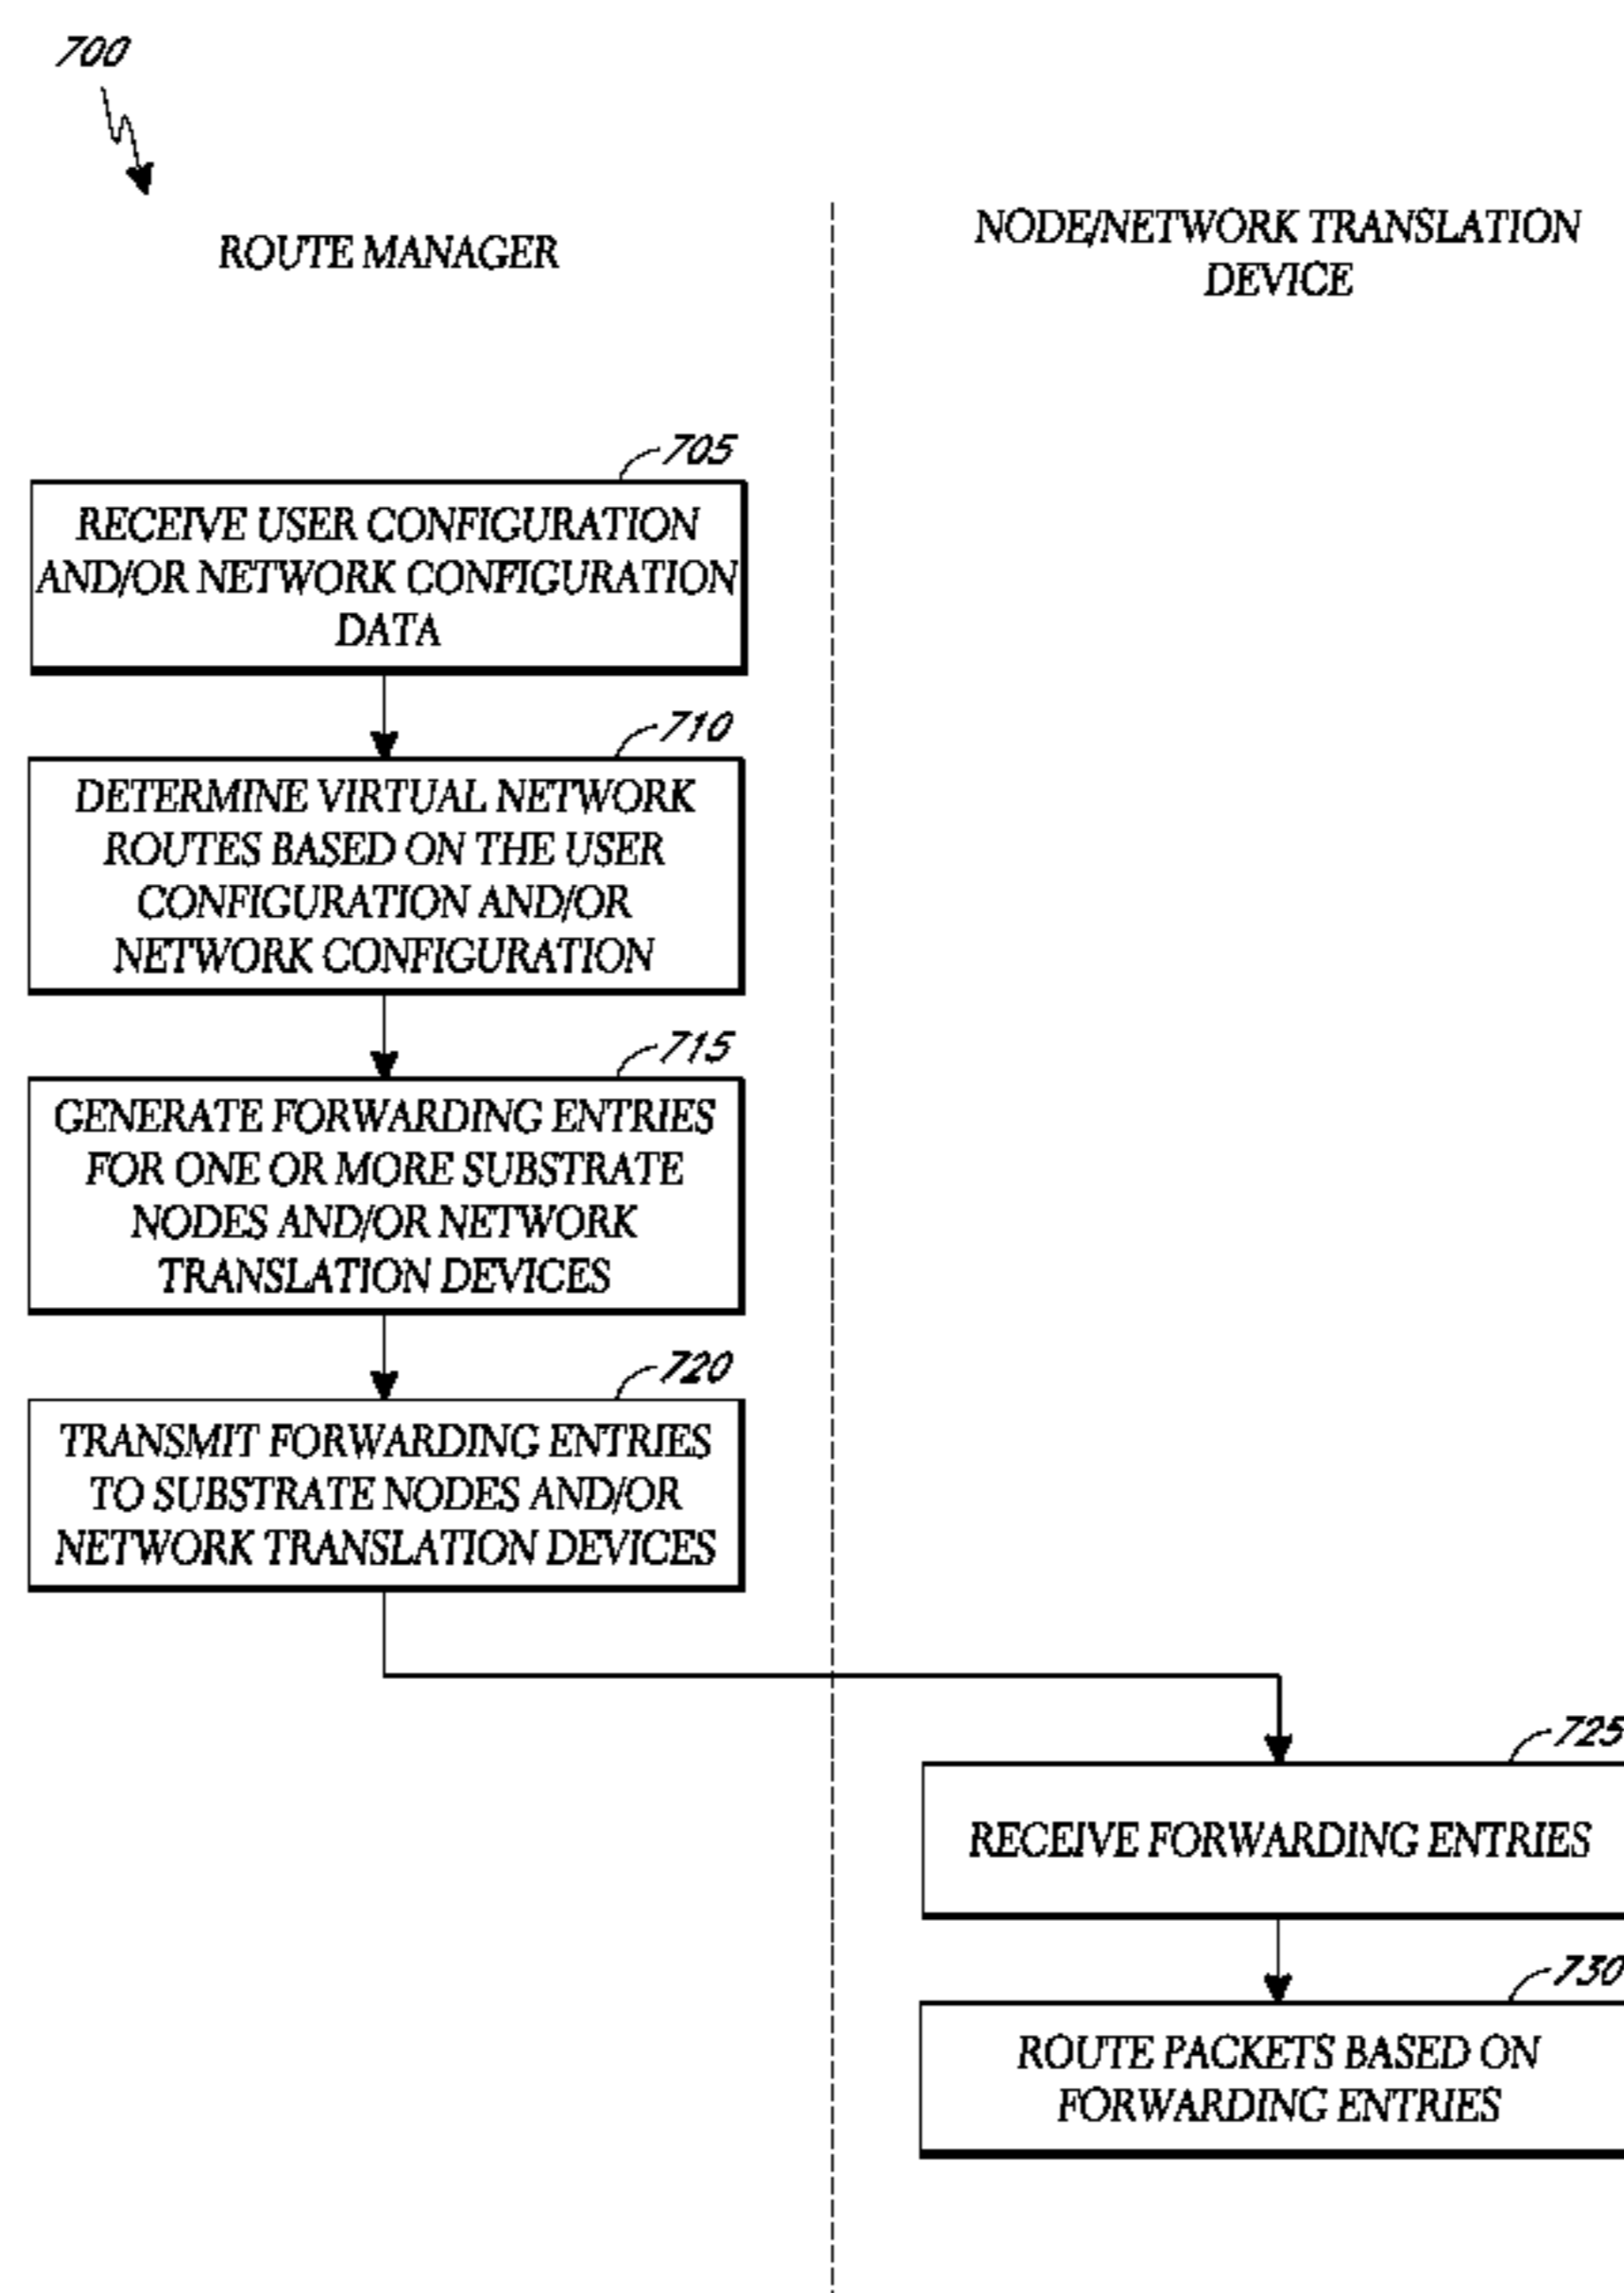 700
ROUTE MANAGER
NODE/NETWORK TRANSLATION
DEVICE
705
RECEIVE USER CONFIGURATION
AND/OR NETWORK CONFIGURATION
DATA
710
DETERMINE VIRTUAL NETWORK
ROUTES BASED ON THE USER
CONFIGURATION AND/OR
NETWORK CONFIGURATION
715
GENERATE FORWARDING ENTRIES
FOR ONE OR MORE SUBSTRATE
NODES AND/OR NETWORK
TRANSLATION DEVICES
720
TRANSMIT FORWARDING ENTRIES
TO SUBSTRATE NODES AND/OR
NETWORK TRANSLATION DEVICES
725
RECEIVE FORWARDING ENTRIES
730
ROUTE PACKETS BASED ON
FORWARDING ENTRIES